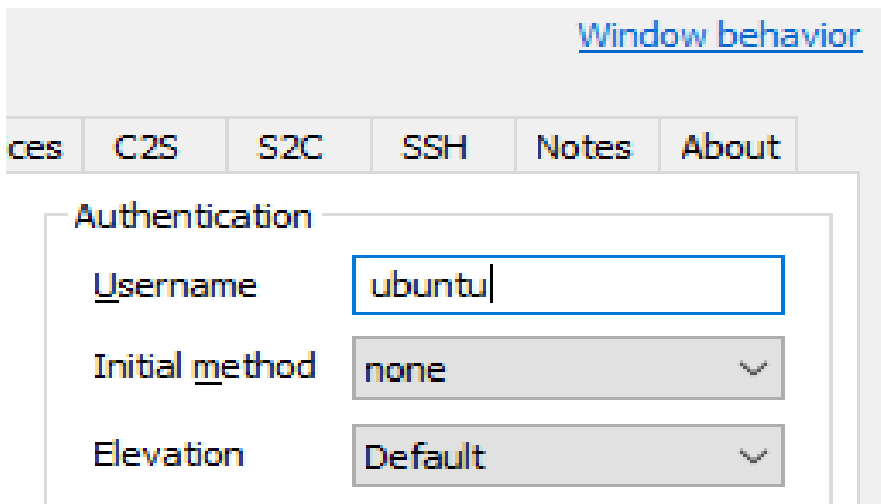 Window behavior
ces C2S S2C SSH Notes About
Authentication
Username ubuntu
Initial method none
Elevation Default